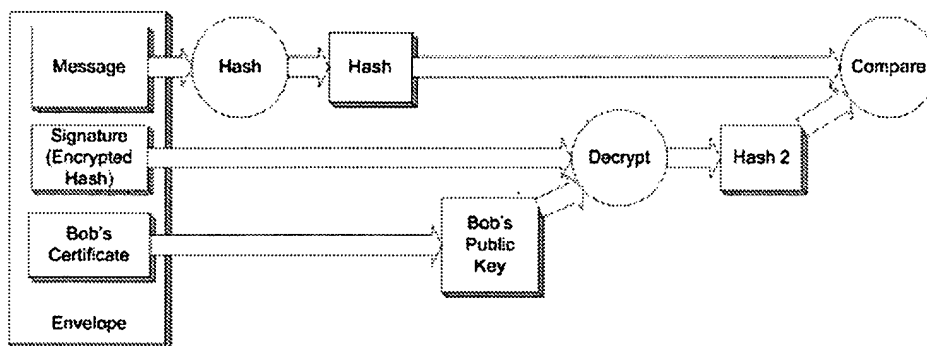 Message
Hash
Hash
Compare
Signature
(Encrypted
Hash)
Decrypt
Hash 2
Bob's
Certificate
Bob's
Public
Key
Envelope